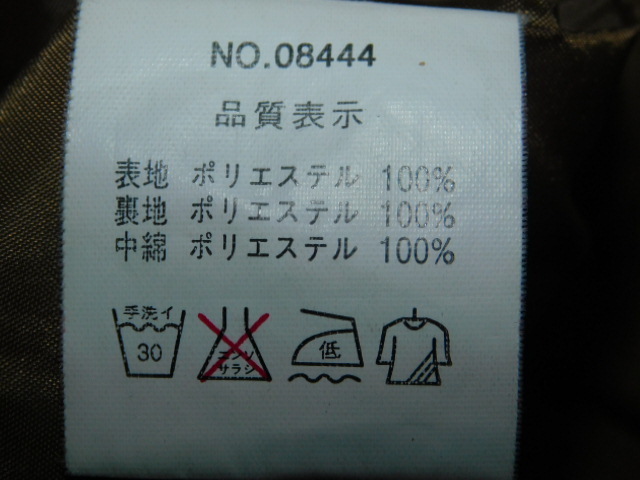 NO.08444
品質表示
表地 ポリエステル 100%
裏地 ポリエステル 100%
中綿 ポリエステル 100%
手洗イ
30
エンソ
サラシ
低